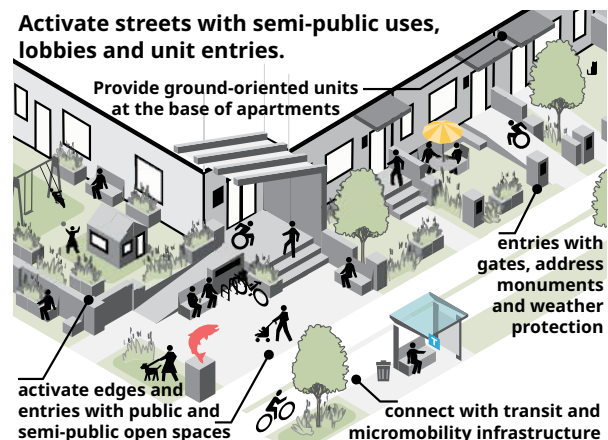 Activate streets with semi-public uses,
lobbies and unit entries.
Provide ground-oriented units
at the base of apartments
entries with
gates, address
monuments
and weather
protection
activate edges and
entries with public and
semi-public open spaces
T
connect with transit and
micromobility infrastructure